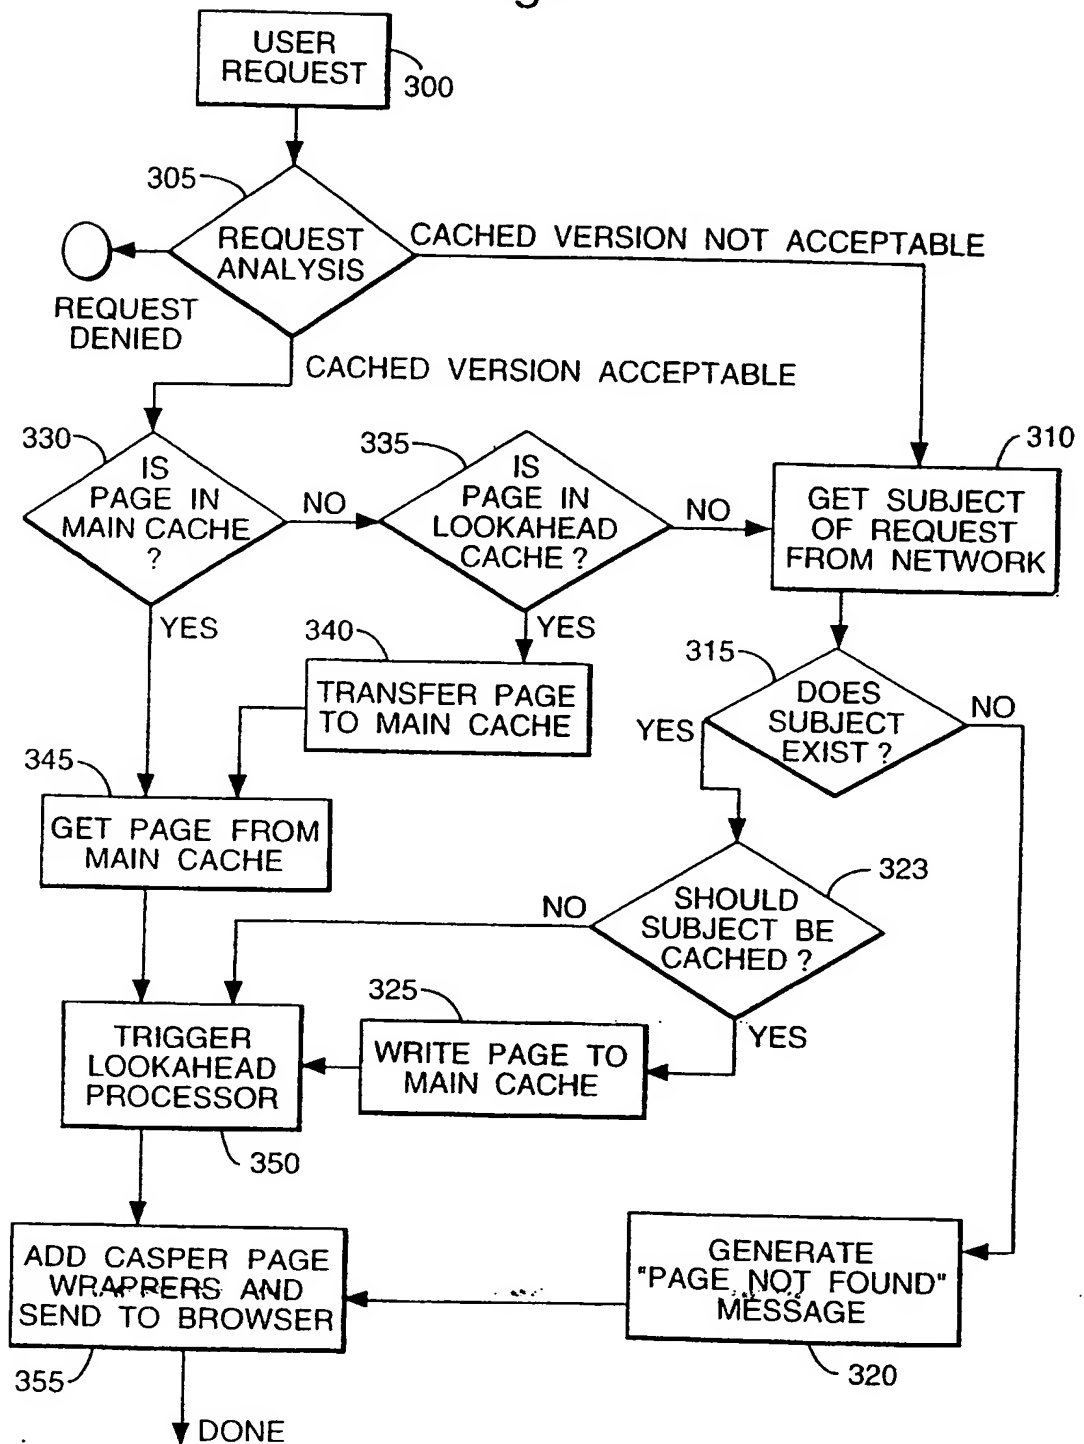 USER
REQUEST
300
305
REQUEST
ANALYSIS
CACHED VERSION NOT ACCEPTABLE
REQUEST
DENIED
CACHED VERSION ACCEPTABLE
330
IS
PAGE IN
MAIN CACHE
?
NO
335
IS
PAGE IN
LOOKAHEAD
CACHE ?
NO
310
GET SUBJECT
OF REQUEST
FROM NETWORK
YES
340
YES
TRANSFER PAGE
TO MAIN CACHE
315
DOES
SUBJECT
EXIST ?
YES
NO
345
GET PAGE FROM
MAIN CACHE
323
SHOULD
SUBJECT BE
CACHED ?
NO
YES
325
WRITE PAGE TO
MAIN CACHE
TRIGGER
LOOKAHEAD
PROCESSOR
350
ADD CASPER PAGE
WRAPPERS AND
SEND TO BROWSER
355
GENERATE
"PAGE NOT FOUND"
MESSAGE
320
DONE